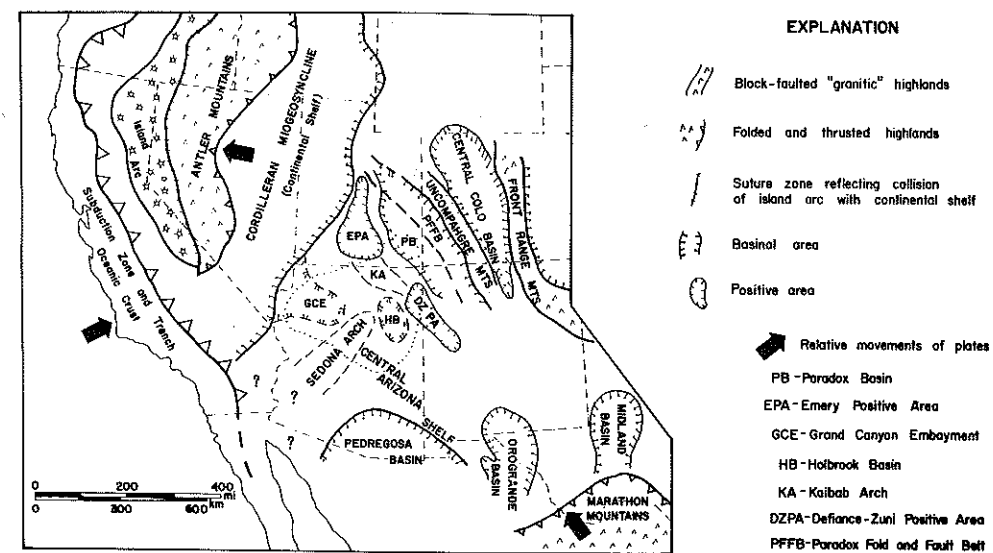 EXPLANATION
Block-faulted "granitic" highlands
Folded and thrusted highlands
Suture zone reflecting collision
of island arc with continental shelf
Basinal area
Positive area
Relative movements of plates
PB-Paradox Basin
EPA-Emery Positive Area
GCE-Grand Canyon Embayment
HB-Holbrook Basin
KA-Kaibab Arch
DZPA-Defiance-Zuni Positive Area
PFFB-Paradox Fold and Fault Belt
Subduction Zone and Trench
Oceanic Crust
Island
Arc
ANTLER MOUNTAINS
CORDILLERAN MIOGEOSYNCLINE
(Continental Shelf)
CENTRAL COLO
BASIN
FRONT RANGE MTS
UNCOMPAHGRE MTS
PFFB
EPA
PB
KA
GCE
DZ PA
HB
SEDONA ARCH
CENTRAL
ARIZONA
SHELF
?
?
?
PEDREGOSA
BASIN
OROGRANDE
BASIN
MIDLAND
BASIN
MARATHON
MOUNTAINS
0 200 400
mi
0 300 600
km